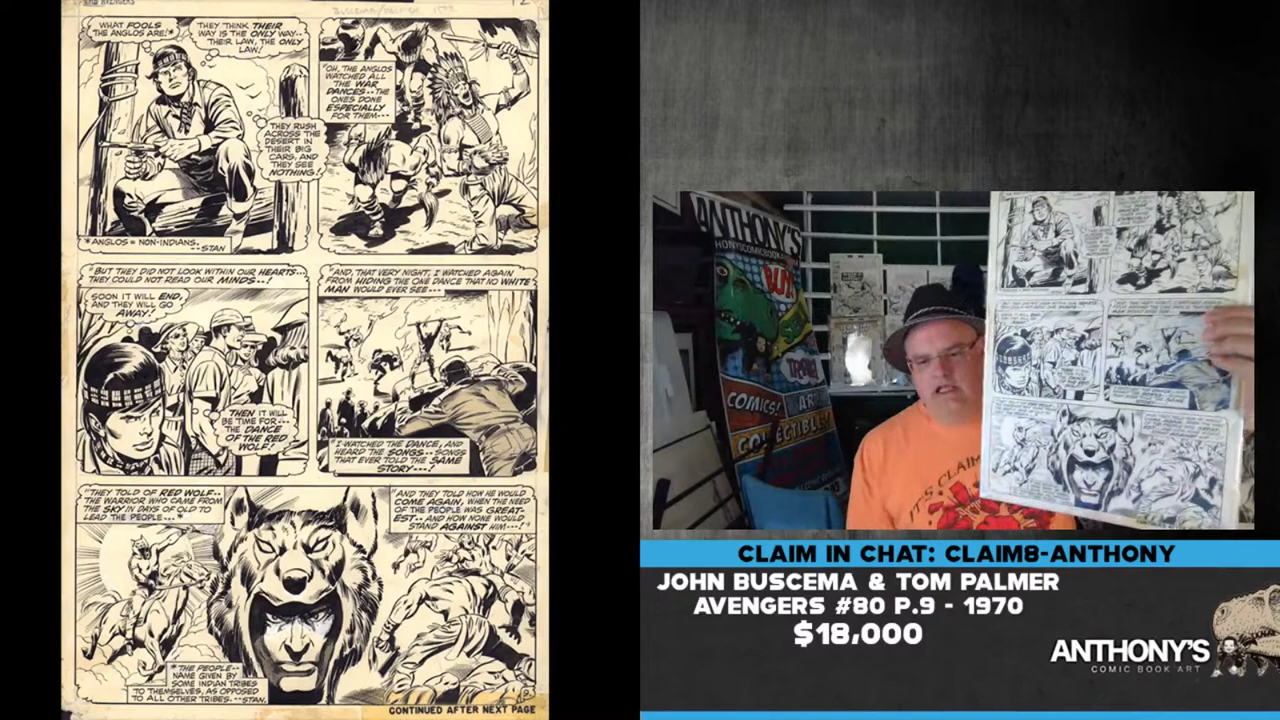 THE AVENGERS
BUSCEMA/PALMER
WHAT FOOLS
THE ANGLOS ARE!*
THEY THINK THEIR
WAY IS THE ONLY WAY--
THEIR LAW, THE ONLY
LAW!
THEY RUSH
ACROSS THE
DESERT IN
THEIR BIG
CARS, AND
THEY SEE
NOTHING!
*ANGLOS = NON-INDIANS.
--STAN
"OH, THE ANGLOS
WATCHED ALL
THE WAR
DANCES--THE
ONES DONE
ESPECIALLY
FOR THEM---
"BUT THEY DID NOT LOOK WITHIN OUR HEARTS---
THEY COULD NOT READ OUR MINDS--!
SOON IT WILL END,
AND THEY WILL GO
AWAY!
THEN IT WILL
BE TIME FOR---
THE DANCE
OF THE RED
WOLF!
"AND, THAT VERY NIGHT, I WATCHED AGAIN
FROM HIDING THE ONE DANCE THAT NO WHITE
MAN WOULD EVER SEE---
"I WATCHED THE DANCE, AND
HEARD THE SONGS--SONGS
THAT EVER TOLD THE SAME
STORY---!
"THEY TOLD OF RED WOLF--
THE WARRIOR WHO CAME FROM
THE SKY IN DAYS OF OLD TO
LEAD THE PEOPLE--*
"AND THEY TOLD HOW HE WOULD
COME AGAIN, WHEN THE NEED
OF THE PEOPLE WAS GREAT-
EST--AND HOW NONE WOULD
STAND AGAINST HIM---!"
*THE PEOPLE--
NAME GIVEN BY
SOME INDIAN TRIBES
TO THEMSELVES, AS OPPOSED
TO ALL OTHER TRIBES.--STAN.
9
CONTINUED AFTER NEXT PAGE
ANTHONY'S
BUY
TRADE
COMICS! ART
COLLECTIBLES
IT'S CLAIM
CLAIM IN CHAT: CLAIM8-ANTHONY
JOHN BUSCEMA & TOM PALMER
AVENGERS #80 P.9 - 1970
$18,000
ANTHONY'S
COMIC BOOK ART